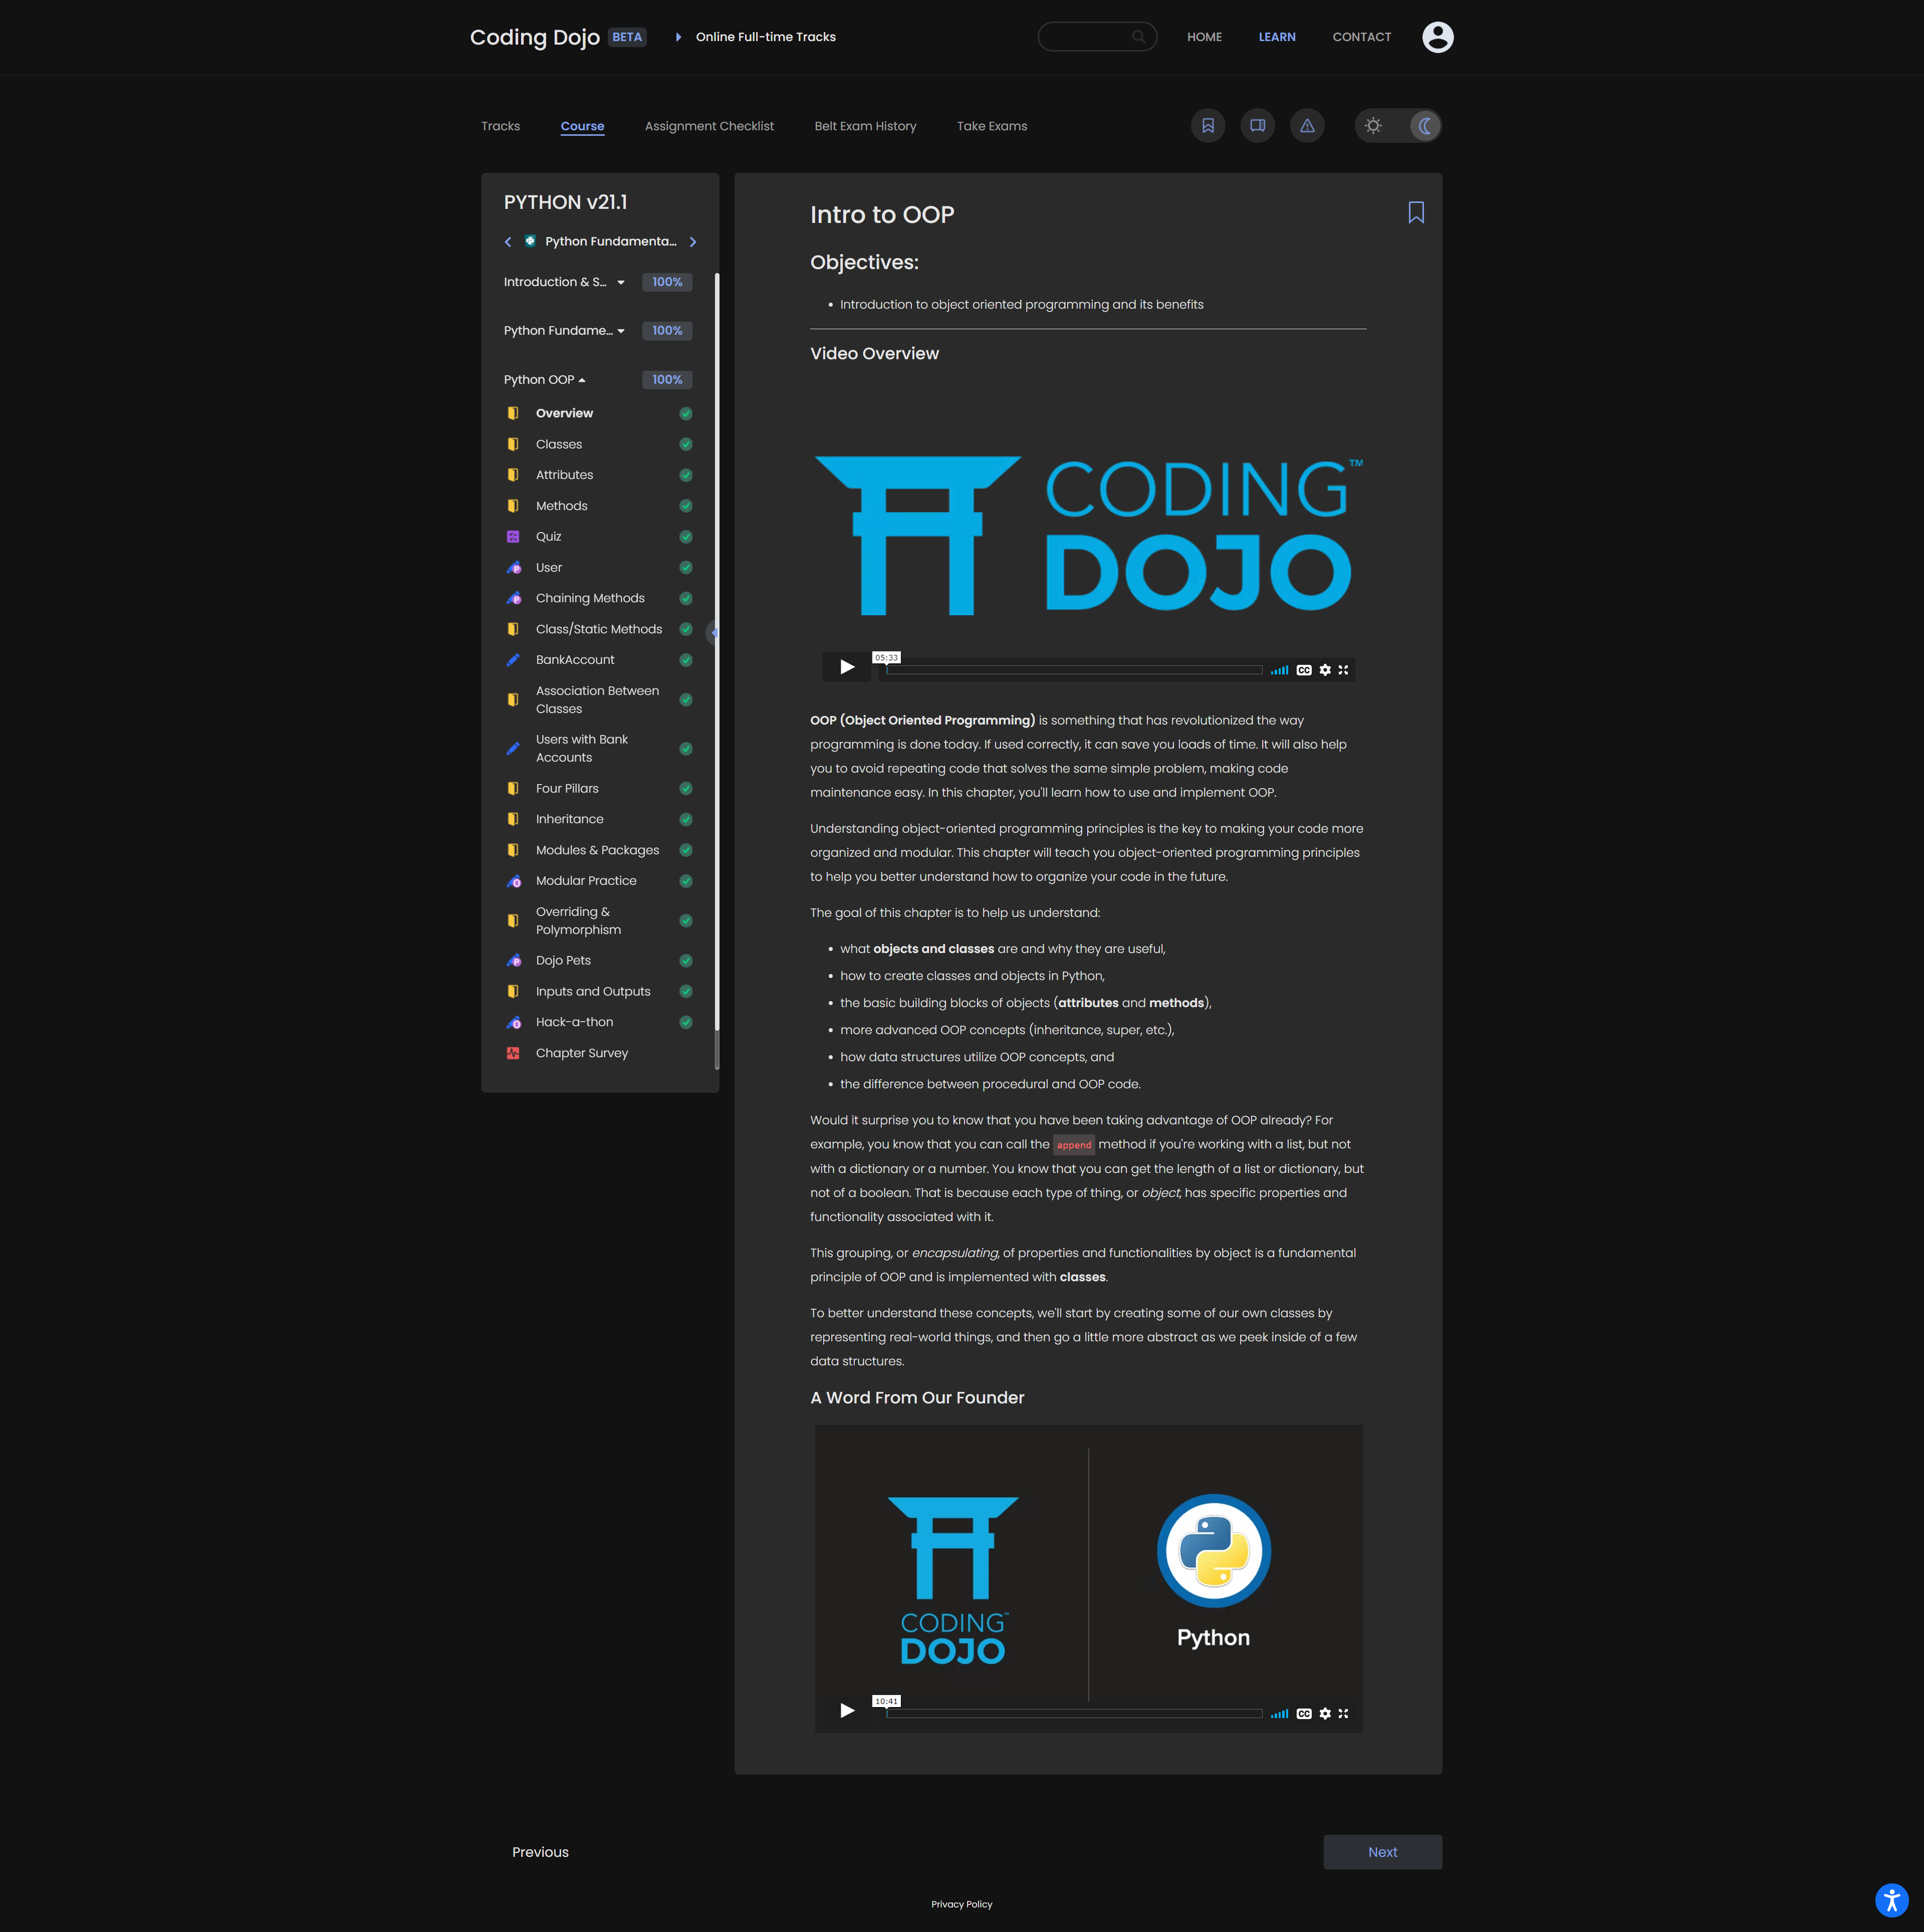 Coding Dojo BETA Online Full-time Tracks HOME LEARN CONTACT
Tracks Course Assignment Checklist Belt Exam History Take Exams
PYTHON v21.1
Python Fundamenta...
Introduction & S... 100%
Python Fundame... 100%
Python OOP 100%
Overview
Classes
Attributes
Methods
Quiz
User
Chaining Methods
Class/Static Methods
BankAccount
Association Between
Classes
Users with Bank
Accounts
Four Pillars
Inheritance
Modules & Packages
Modular Practice
Overriding &
Polymorphism
Dojo Pets
Inputs and Outputs
Hack-a-thon
Chapter Survey
Intro to OOP
Objectives:
• Introduction to object oriented programming and its benefits
Video Overview
CODING™
DOJO
05:33
CC
OOP (Object Oriented Programming) is something that has revolutionized the way
programming is done today. If used correctly, it can save you loads of time. It will also help
you to avoid repeating code that solves the same simple problem, making code
maintenance easy. In this chapter, you'll learn how to use and implement OOP.
Understanding object-oriented programming principles is the key to making your code more
organized and modular. This chapter will teach you object-oriented programming principles
to help you better understand how to organize your code in the future.
The goal of this chapter is to help us understand:
• what objects and classes are and why they are useful,
• how to create classes and objects in Python,
• the basic building blocks of objects (attributes and methods),
• more advanced OOP concepts (inheritance, super, etc.),
• how data structures utilize OOP concepts, and
• the difference between procedural and OOP code.
Would it surprise you to know that you have been taking advantage of OOP already? For
example, you know that you can call the append method if you're working with a list, but not
with a dictionary or a number. You know that you can get the length of a list or dictionary, but
not of a boolean. That is because each type of thing, or object, has specific properties and
functionality associated with it.
This grouping, or encapsulating, of properties and functionalities by object is a fundamental
principle of OOP and is implemented with classes.
To better understand these concepts, we'll start by creating some of our own classes by
representing real-world things, and then go a little more abstract as we peek inside of a few
data structures.
A Word From Our Founder
CODING™
DOJO
Python
10:41
CC
Previous Next
Privacy Policy